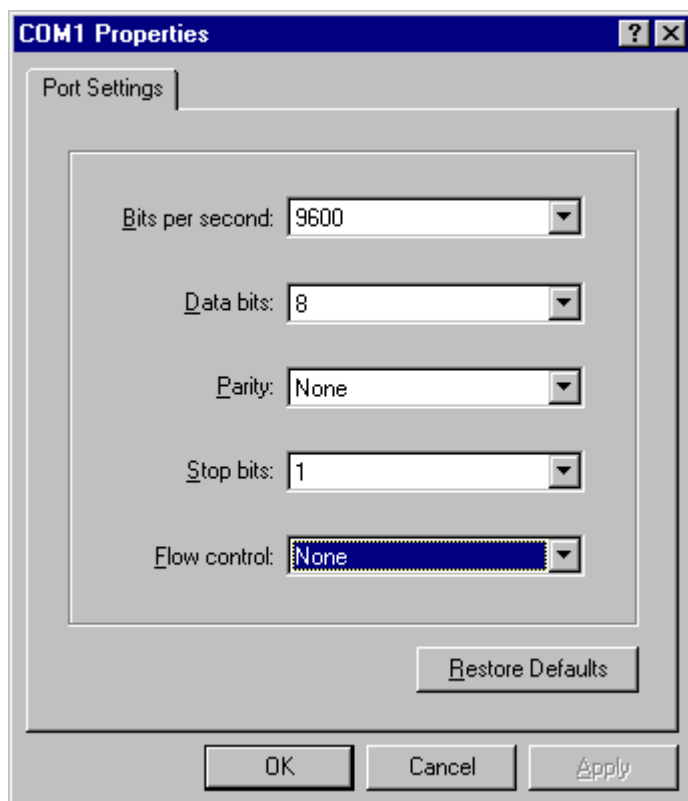 COM1 Properties
Port Settings
Bits per second: 9600
Data bits: 8
Parity: None
Stop bits: 1
Flow control: None
Restore Defaults
OK Cancel Apply